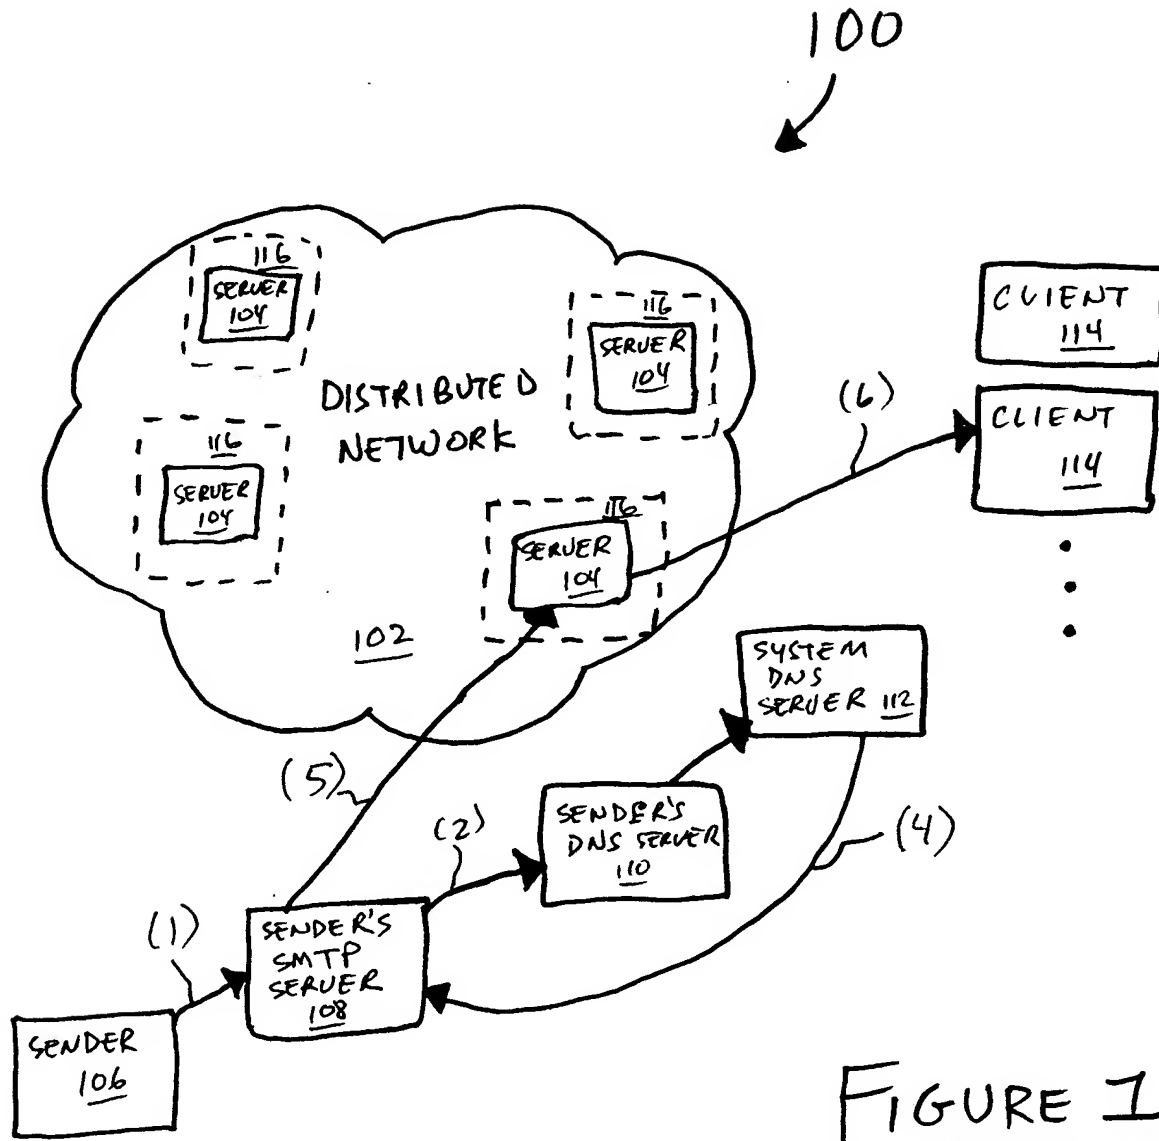 100
116
SERVER
104
116
SERVER
104
CLIENT
114
DISTRIBUTED
NETWORK
(6)
CLIENT
114
116
SERVER
104
116
SERVER
104
102
SYSTEM
DNS
SERVER 112
(5)
(2)
SENDER'S
DNS SERVER
110
(4)
(1)
SENDER'S
SMTP
SERVER
108
SENDER
106
FIGURE 1